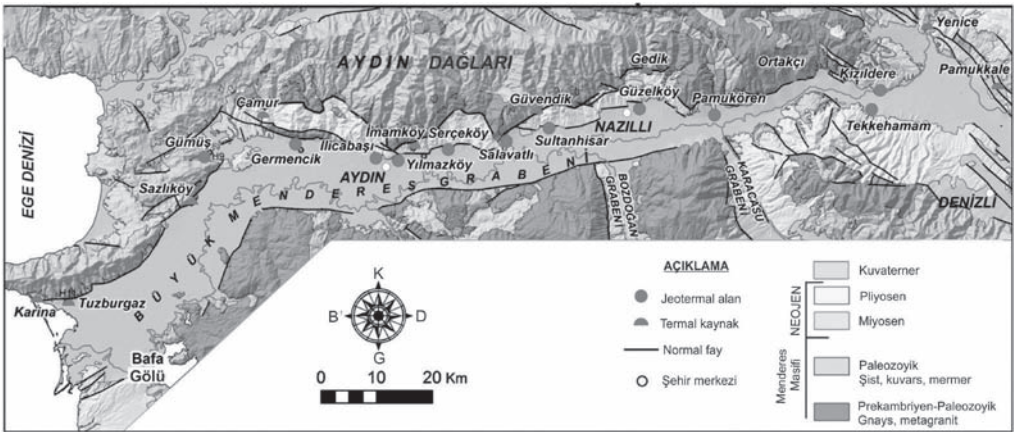 Yenice
Pamukkale
AYDIN DAĞLARI
Gedik
Ortakçı
Kızıldere
Çamur
Güvendik
Güzelköy
Pamukören
Tekkehamam
Gümüş
Ilıcabaşı
İmamköy
Serçeköy
NAZİLLİ
Germencik
Yılmazköy
Salavatlı
Sultanhisar
EGE DENİZİ
Sazlıköy
AYDIN
BÜYÜK MENDERES GRABENİ
BOZDOĞAN
GRABENİ
KARACASU
GRABENİ
DENİZLİ
Karina
Tuzburgaz
Bafa
Gölü
K
B
D
G
0 10 20 Km
AÇIKLAMA
Jeotermal alan
Termal kaynak
Normal fay
Şehir merkezi
NEOJEN
Menderes
Masifi
Kuvaterner
Pliyosen
Miyosen
Paleozoyik
Şist, kuvars, mermer
Prekambriyen-Paleozoyik
Gnays, metagranit